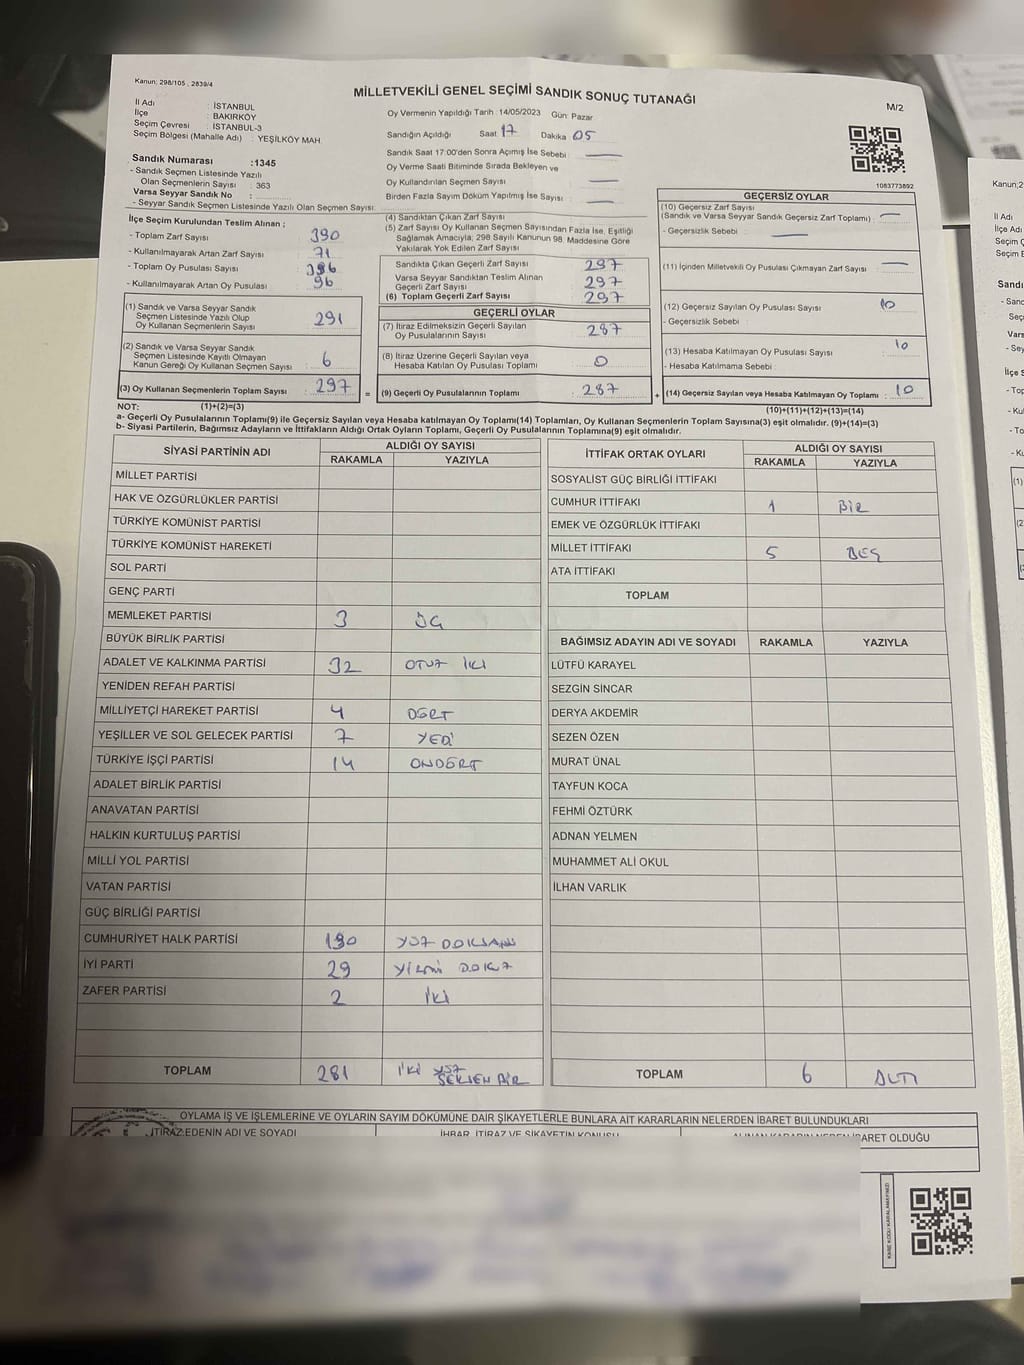 Kanun: 298/105 , 2839/4
MİLLETVEKİLİ GENEL SEÇİMİ SANDIK SONUÇ TUTANAĞI
M/2
İl Adı : İSTANBUL
İlçe : BAKIRKÖY
Seçim Çevresi : İSTANBUL-3
Seçim Bölgesi (Mahalle Adı) : YEŞİLKÖY MAH
Sandık Numarası :1345
- Sandık Seçmen Listesinde Yazılı
Olan Seçmenlerin Sayısı : 363
Varsa Seyyar Sandık No :
- Seyyar Sandık Seçmen Listesinde Yazılı Olan Seçmen Sayısı:
Oy Vermenin Yapıldığı Tarih :14/05/2023 Gün: Pazar
Sandığın Açıldığı Saat 17 Dakika 05
Sandık Saat 17:00'den Sonra Açılmış İse Sebebi :
Oy Verme Saati Bitiminde Sırada Bekleyen ve
Oy Kullandırılan Seçmen Sayısı :
Birden Fazla Sayım Döküm Yapılmış İse Sayısı :
1083773892
İlçe Seçim Kurulundan Teslim Alınan ;
- Toplam Zarf Sayısı : 390
- Kullanılmayarak Artan Zarf Sayısı : 71
- Toplam Oy Pusulası Sayısı :
- Kullanılmayarak Artan Oy Pusulası : 96
(1) Sandık ve Varsa Seyyar Sandık
Seçmen Listesinde Yazılı Olup
Oy Kullanan Seçmenlerin Sayısı : 291
(2) Sandık ve Varsa Seyyar Sandık
Seçmen Listesinde Kayıtlı Olmayan
Kanun Gereği Oy Kullanan Seçmen Sayısı : 6
(3) Oy Kullanan Seçmenlerin Toplam Sayısı : 297
(4) Sandıktan Çıkan Zarf Sayısı :
(5) Zarf Sayısı Oy Kullanan Seçmen Sayısından Fazla İse, Eşitliği
Sağlamak Amacıyla; 298 Sayılı Kanunun 98. Maddesine Göre
Yakılarak Yok Edilen Zarf Sayısı :
Sandıkta Çıkan Geçerli Zarf Sayısı : 297
Varsa Seyyar Sandıktan Teslim Alınan
Geçerli Zarf Sayısı : 297
(6) Toplam Geçerli Zarf Sayısı : 297
GEÇERLİ OYLAR
(7) İtiraz Edilmeksizin Geçerli Sayılan
Oy Pusulalarının Sayısı : 287
(8) İtiraz Üzerine Geçerli Sayılan veya
Hesaba Katılan Oy Pusulası Toplamı : 0
= (9) Geçerli Oy Pusulalarının Toplamı : 287
GEÇERSİZ OYLAR
(10) Geçersiz Zarf Sayısı
(Sandık ve Varsa Seyyar Sandık Geçersiz Zarf Toplamı) :
- Geçersizlik Sebebi :
(11) İçinden Milletvekili Oy Pusulası Çıkmayan Zarf Sayısı :
(12) Geçersiz Sayılan Oy Pusulası Sayısı : 10
- Geçersizlik Sebebi :
(13) Hesaba Katılmayan Oy Pusulası Sayısı : 10
- Hesaba Katılmama Sebebi :
+ (14) Geçersiz Sayılan veya Hesaba Katılmayan Oy Toplamı : 10
NOT: (1)+(2)=(3)
(10)+(11)+(12)+(13)=(14)
a- Geçerli Oy Pusulalarının Toplamı(9) ile Geçersiz Sayılan veya Hesaba katılmayan Oy Toplamı(14) Toplamları, Oy Kullanan Seçmenlerin Toplam Sayısına(3) eşit olmalıdır. (9)+(14)=(3)
b- Siyasi Partilerin, Bağımsız Adayların ve İttifakların Aldığı Oy Sayıları Toplamı, Geçerli Oy Pusulalarının Toplamına(9) eşit olmalıdır.
SİYASİ PARTİNİN ADI ALDIĞI OY SAYISI
RAKAMLA YAZIYLA
MİLLET PARTİSİ
HAK VE ÖZGÜRLÜKLER PARTİSİ
TÜRKİYE KOMÜNİST PARTİSİ
TÜRKİYE KOMÜNİST HAREKETİ
SOL PARTİ
GENÇ PARTİ
MEMLEKET PARTİSİ 3 ÜÇ
BÜYÜK BİRLİK PARTİSİ
ADALET VE KALKINMA PARTİSİ 32 OTUZ İKİ
YENİDEN REFAH PARTİSİ
MİLLİYETÇİ HAREKET PARTİSİ 4 DÖRT
YEŞİLLER VE SOL GELECEK PARTİSİ 7 YEDİ
TÜRKİYE İŞÇİ PARTİSİ 14 ONDÖRT
ADALET BİRLİK PARTİSİ
ANAVATAN PARTİSİ
HALKIN KURTULUŞ PARTİSİ
MİLLİ YOL PARTİSİ
VATAN PARTİSİ
GÜÇ BİRLİĞİ PARTİSİ
CUMHURİYET HALK PARTİSİ 190 YÜZ DOKSAN
İYİ PARTİ 29 YİRMİ DOKUZ
ZAFER PARTİSİ 2 İKİ
TOPLAM 281 İKİ YÜZ SEKSEN BİR
İTTİFAK ORTAK OYLARI ALDIĞI OY SAYISI
RAKAMLA YAZIYLA
SOSYALİST GÜÇ BİRLİĞİ İTTİFAKI
CUMHUR İTTİFAKI 1 BİR
EMEK VE ÖZGÜRLÜK İTTİFAKI
MİLLET İTTİFAKI 5 BEŞ
ATA İTTİFAKI
TOPLAM
BAĞIMSIZ ADAYIN ADI VE SOYADI RAKAMLA YAZIYLA
LÜTFÜ KARAYEL
SEZGİN SİNCAR
DERYA AKDEMİR
SEZEN ÖZEN
MURAT ÜNAL
TAYFUN KOCA
FEHMİ ÖZTÜRK
ADNAN YELMEN
MUHAMMET ALİ OKUL
İLHAN VARLIK
TOPLAM 6 ALTI
OYLAMA İŞ VE İŞLEMLERİNE VE OYLARIN SAYIM DÖKÜMÜNE DAİR ŞİKAYETLERLE BUNLARA AİT KARARLARIN NELERDEN İBARET BULUNDUKLARI
İTİRAZ EDENİN ADI VE SOYADI İHBAR, İTİRAZ VE ŞİKAYETİN KONUSU İBARET OLDUĞU
KARE KODU KARALAMAYINIZ!
Kanun:2
İl Adı
İlçe Adı
Seçim Ç
Seçim B